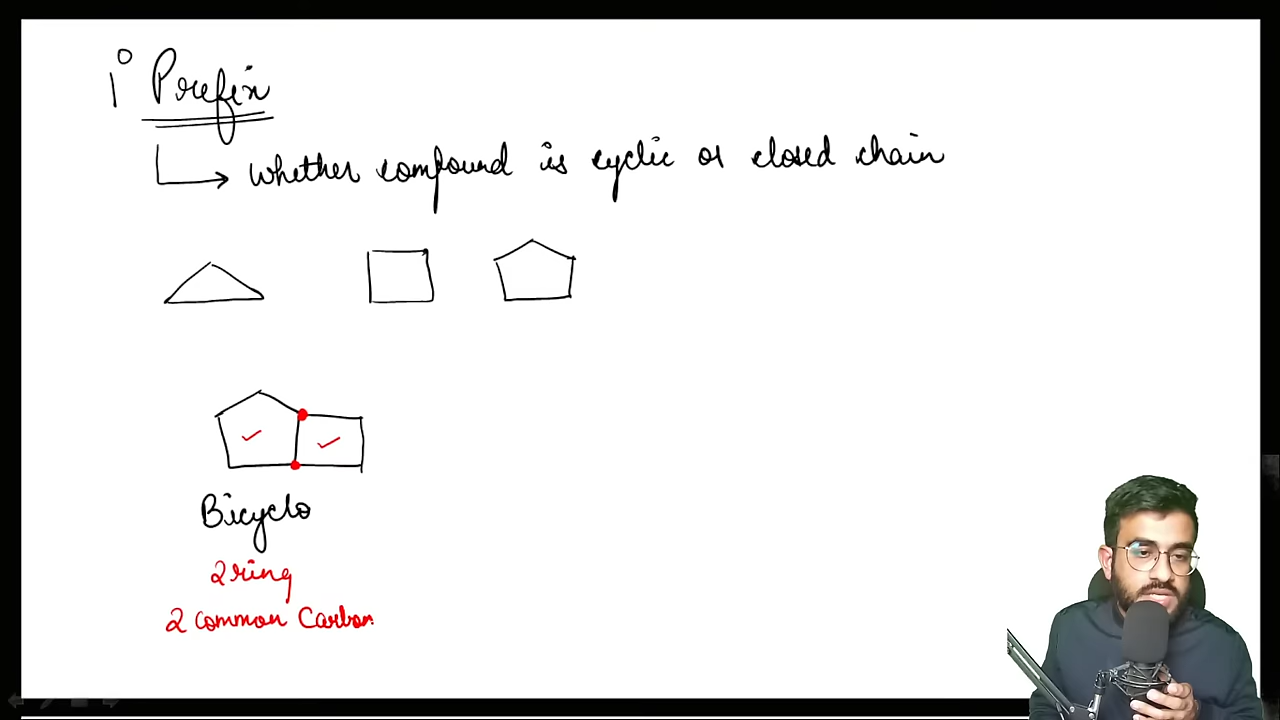 1° Prefix
whether compound is cyclic or closed chain
Bicyclo
2 ring
2 common Carbon